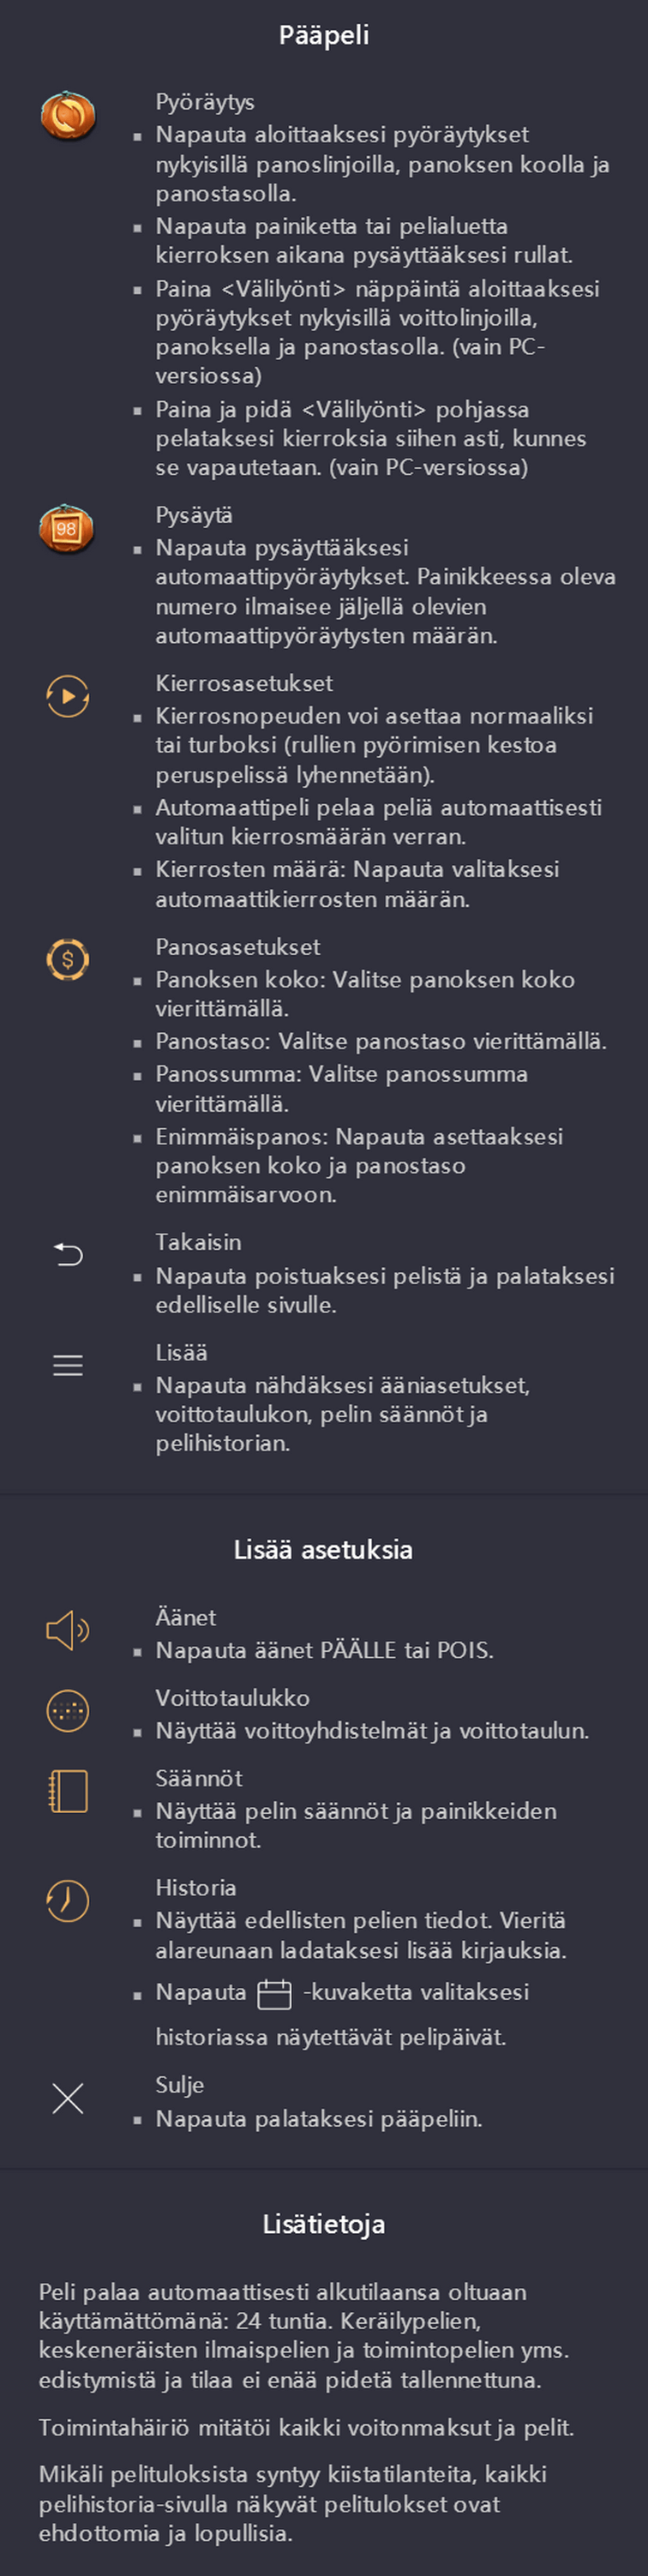 Pääpeli
Pyöräytys
▪ Napauta aloittaaksesi pyöräytykset
nykyisillä panoslinjoilla, panoksen koolla ja
panostasolla.
▪ Napauta painiketta tai pelialuetta
kierroksen aikana pysäyttääksesi rullat.
▪ Paina <Välilyönti> näppäintä aloittaaksesi
pyöräytykset nykyisillä voittolinjoilla,
panoksella ja panostasolla. (vain PC-
versiossa)
▪ Paina ja pidä <Välilyönti> pohjassa
pelataksesi kierroksia siihen asti, kunnes
se vapautetaan. (vain PC-versiossa)
98
Pysäytä
▪ Napauta pysäyttääksesi
automaattipyöräytykset. Painikkeessa oleva
numero ilmaisee jäljellä olevien
automaattipyöräytysten määrän.
Kierrosasetukset
▪ Kierrosnopeuden voi asettaa normaaliksi
tai turboksi (rullien pyörimisen kestoa
peruspelissä lyhennetään).
▪ Automaattipeli pelaa peliä automaattisesti
valitun kierrosmäärän verran.
▪ Kierrosten määrä: Napauta valitaksesi
automaattikierrosten määrän.
$
Panosasetukset
▪ Panoksen koko: Valitse panoksen koko
vierittämällä.
▪ Panostaso: Valitse panostaso vierittämällä.
▪ Panossumma: Valitse panossumma
vierittämällä.
▪ Enimmäispanos: Napauta asettaaksesi
panoksen koko ja panostaso
enimmäisarvoon.
Takaisin
▪ Napauta poistuaksesi pelistä ja palataksesi
edelliselle sivulle.
Lisää
▪ Napauta nähdäksesi ääniasetukset,
voittotaulukon, pelin säännöt ja
pelihistorian.
Lisää asetuksia
Äänet
▪ Napauta äänet PÄÄLLE tai POIS.
Voittotaulukko
▪ Näyttää voittoyhdistelmät ja voittotaulun.
Säännöt
▪ Näyttää pelin säännöt ja painikkeiden
toiminnot.
Historia
▪ Näyttää edellisten pelien tiedot. Vieritä
alareunaan ladataksesi lisää kirjauksia.
▪ Napauta -kuvaketta valitaksesi
historiassa näytettävät pelipäivät.
Sulje
▪ Napauta palataksesi pääpeliin.
Lisätietoja
Peli palaa automaattisesti alkutilaansa oltuaan
käyttämättömänä: 24 tuntia. Keräilypelien,
keskeneräisten ilmaispelien ja toimintopelien yms.
edistymistä ja tilaa ei enää pidetä tallennettuna.
Toimintahäiriö mitätöi kaikki voitonmaksut ja pelit.
Mikäli pelituloksista syntyy kiistatilanteita, kaikki
pelihistoria-sivulla näkyvät pelitulokset ovat
ehdottomia ja lopullisia.